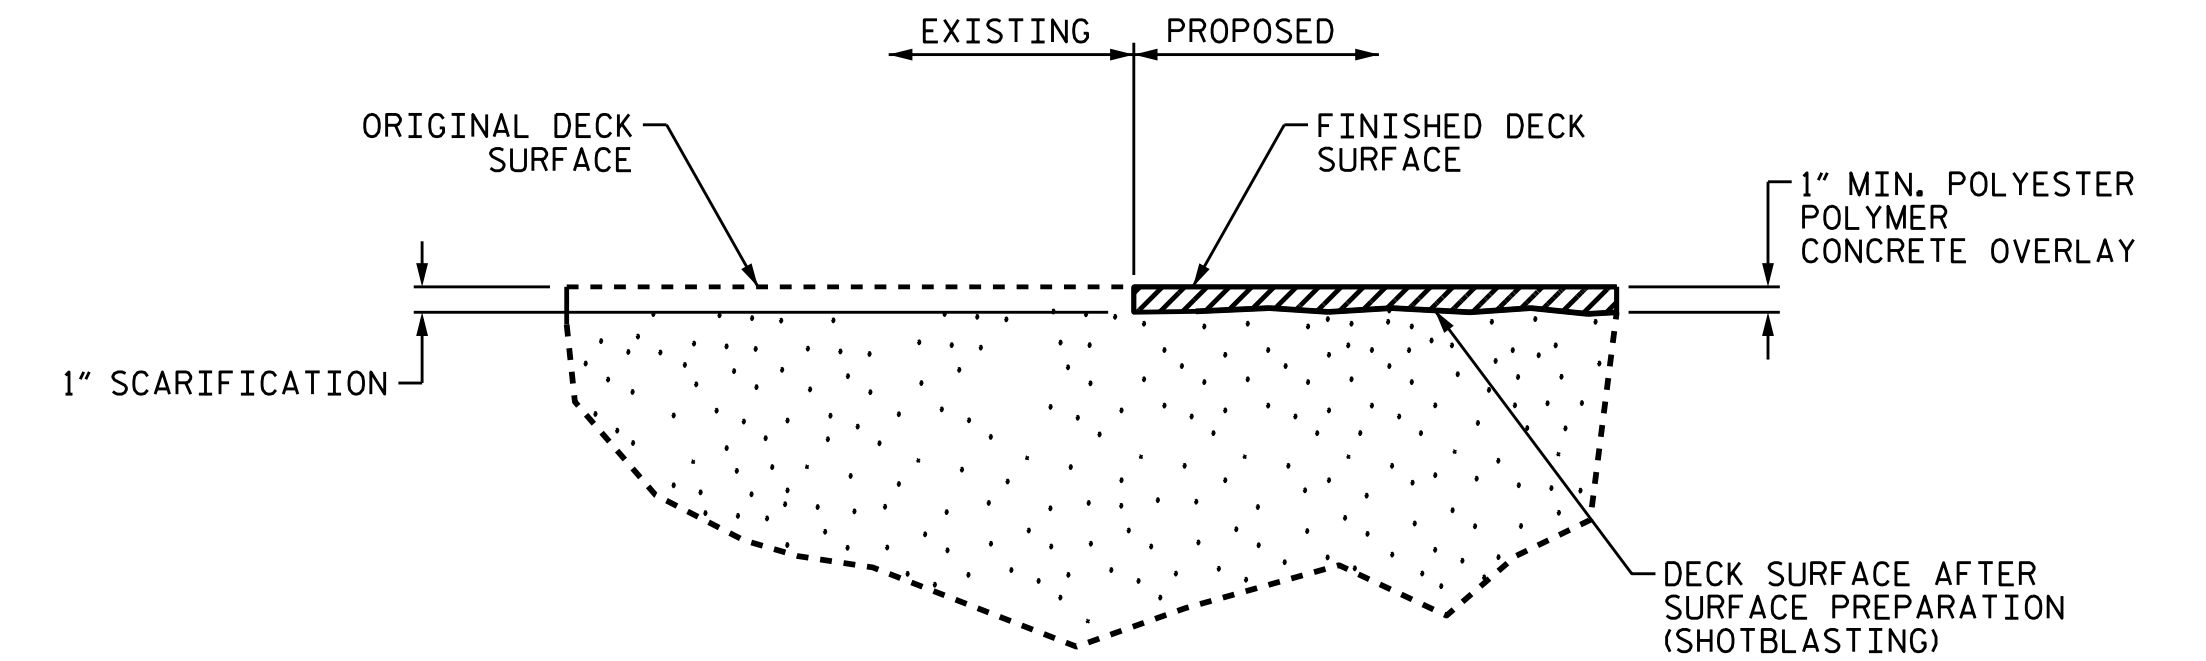 EXISTING
PROPOSED
ORIGINAL DECK
SURFACE
FINISHED DECK
SURFACE
1" MIN. POLYESTER
POLYMER
CONCRETE OVERLAY
1" SCARIFICATION
DECK SURFACE AFTER
SURFACE PREPARATION
(SHOTBLASTING)